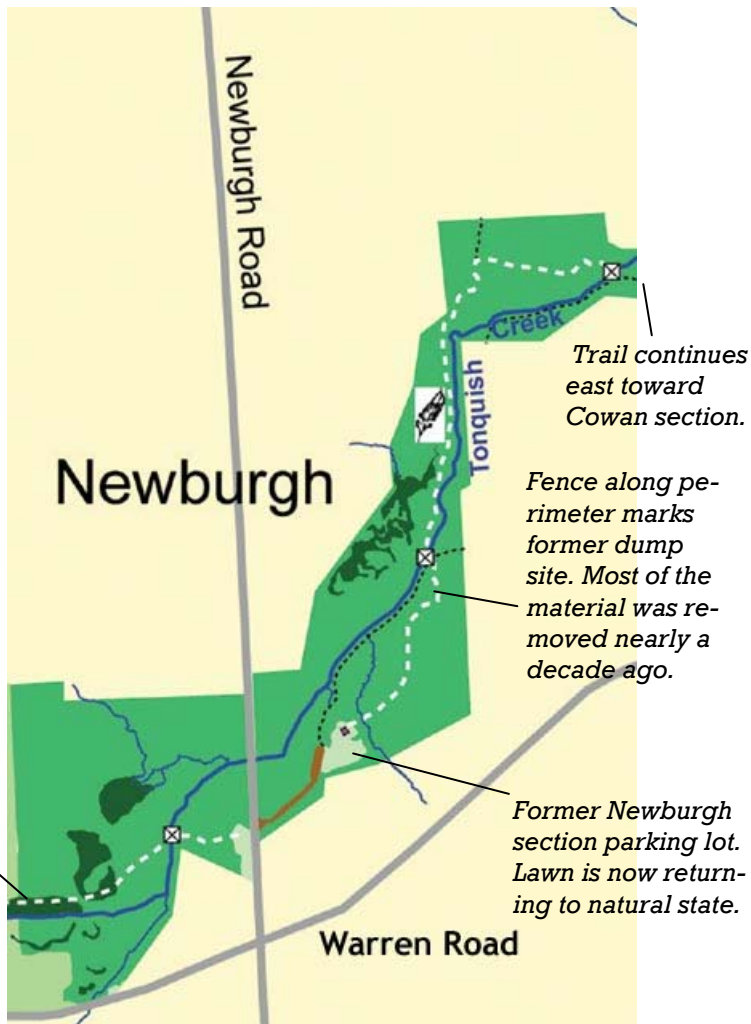 Newburgh Road
Creek
Tonquish
Trail continues
east toward
Cowan section.
Newburgh
Fence along pe-
rimeter marks
former dump
site. Most of the
material was re-
moved nearly a
decade ago.
Former Newburgh
section parking lot.
Lawn is now return-
ing to natural state.
Warren Road